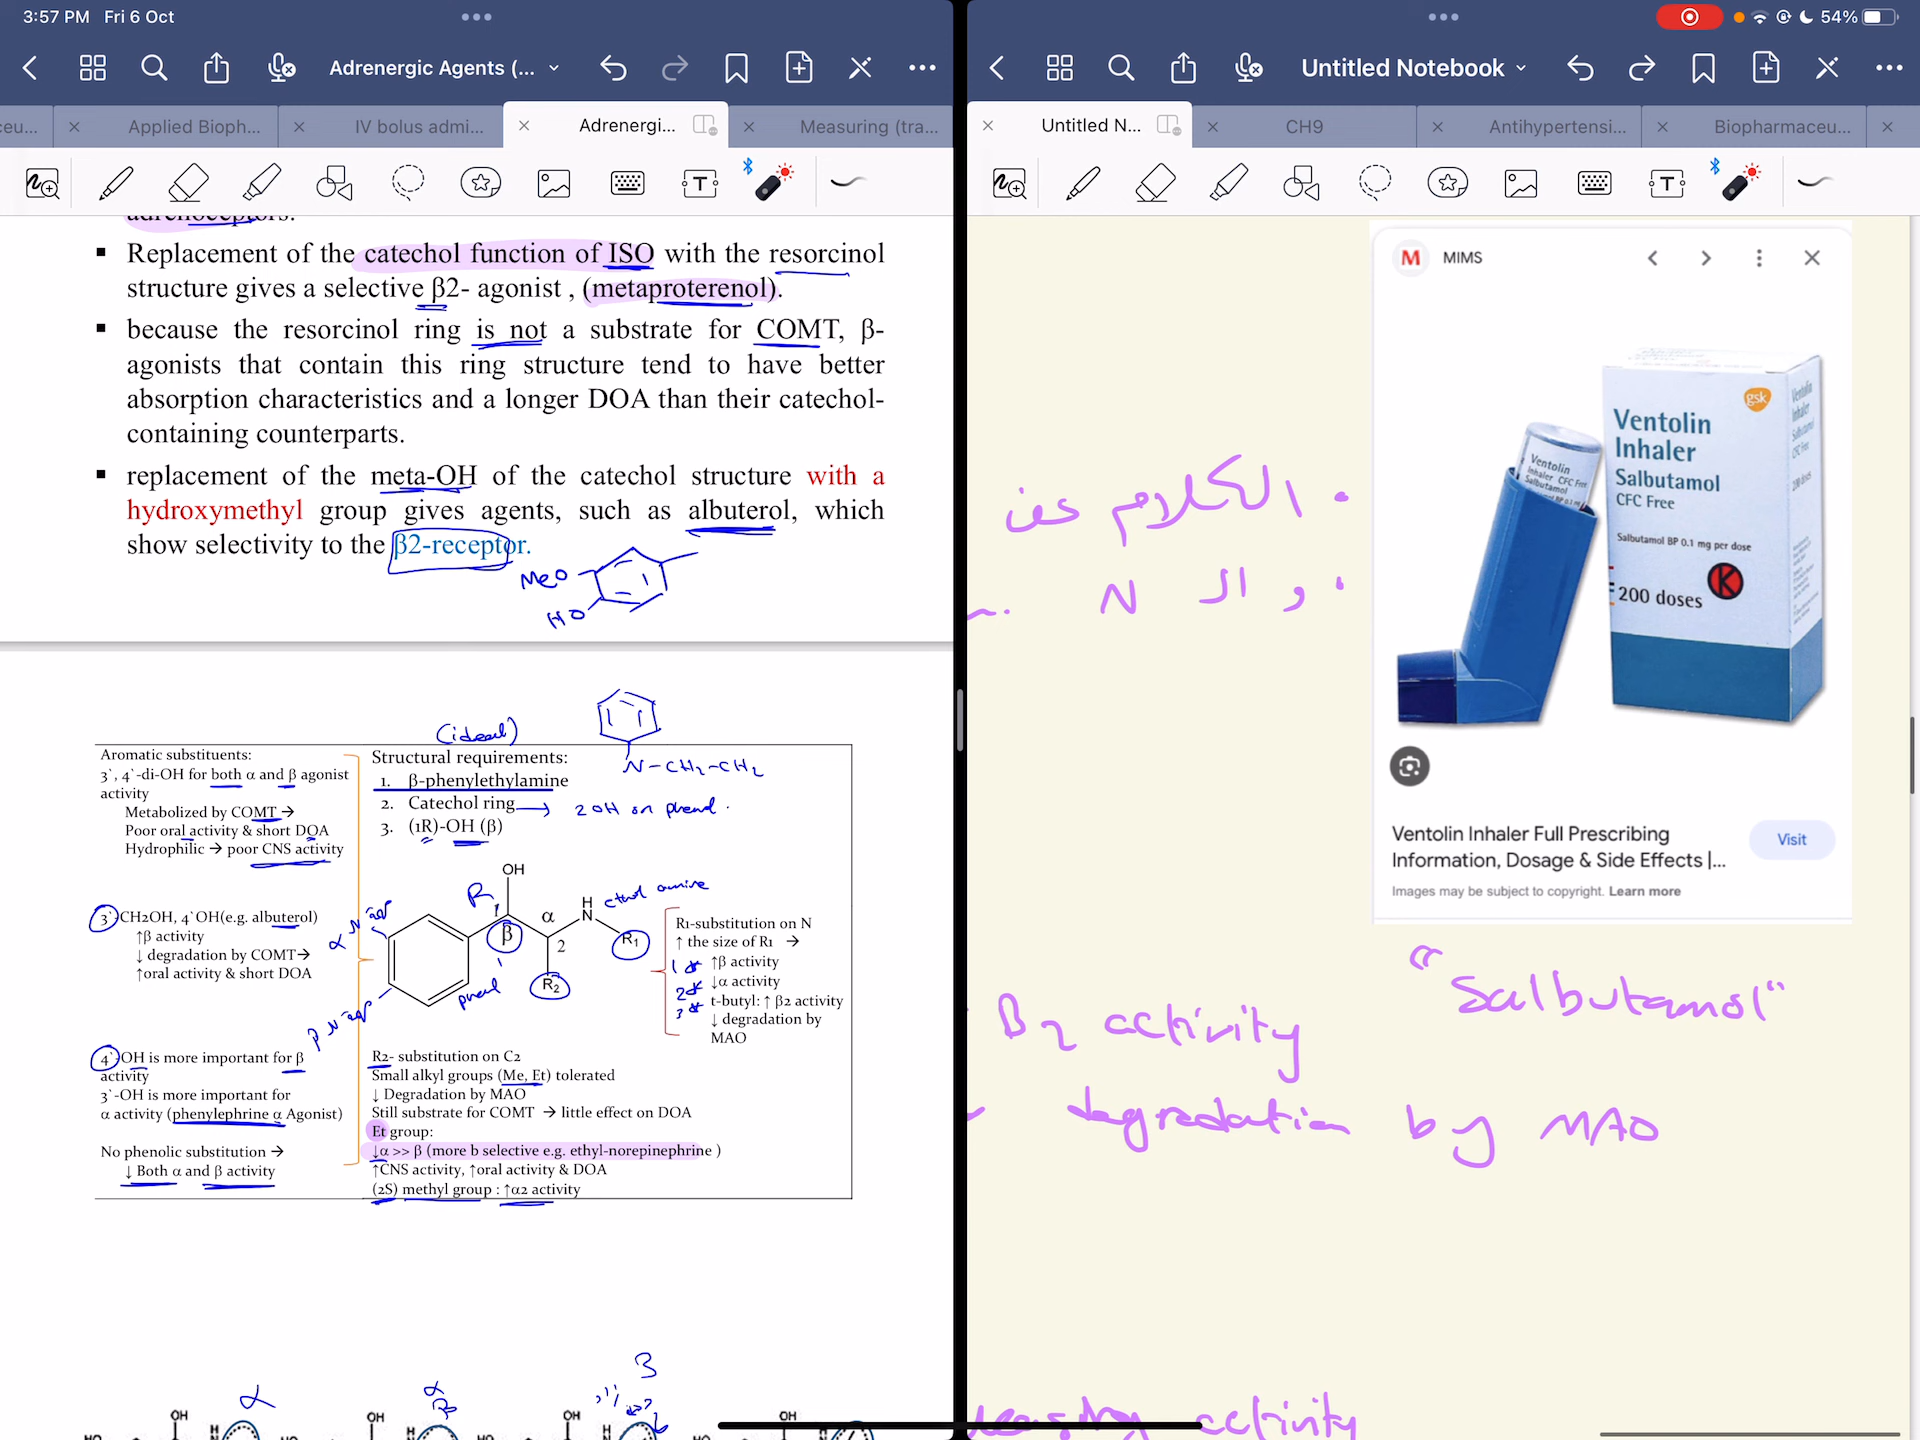 3:57 PM Fri 6 Oct
54%
Adrenergic Agents (...
Untitled Notebook
ceu...
Applied Bioph...
IV bolus admi...
Adrenergi...
Measuring (tra...
Untitled N...
CH9
Antihypertensi...
Biopharmaceu...
adrenoceptors.
▪ Replacement of the catechol function of ISO with the resorcinol
structure gives a selective β2- agonist , (metaproterenol).
▪ because the resorcinol ring is not a substrate for COMT, β-
agonists that contain this ring structure tend to have better
absorption characteristics and a longer DOA than their catechol-
containing counterparts.
▪ replacement of the meta-OH of the catechol structure with a
hydroxymethyl group gives agents, such as albuterol, which
show selectivity to the β2-receptor.
MeO
HO
(ideal)
N-CH2-CH2
Aromatic substituents:
3`, 4`-di-OH for both α and β agonist
activity
Metabolized by COMT →
Poor oral activity & short DOA
Hydrophilic → poor CNS activity
3`-CH2OH, 4`OH(e.g. albuterol)
↑β activity
↓ degradation by COMT→
↑oral activity & short DOA
4`-OH is more important for β
activity
3`-OH is more important for
α activity (phenylephrine α Agonist)
No phenolic substitution →
↓ Both α and β activity
Structural requirements:
1. β-phenylethylamine
2. Catechol ring → 2 OH on phenol.
3. (1R)-OH (β)
OH
R
1
β
α
2
H
N
R1
R2
ethyl amine
R1-substitution on N
↑ the size of R1 →
1* ↑β activity
2* ↓α activity
3* t-butyl: ↑ β2 activity
↓ degradation by
MAO
R2- substitution on C2
Small alkyl groups (Me, Et) tolerated
↓ Degradation by MAO
Still substrate for COMT → little effect on DOA
Et group:
↓α >> β (more b selective e.g. ethyl-norepinephrine )
↑CNS activity, ↑oral activity & DOA
(2S) methyl group : ↑α2 activity
α
α
3
OH
OH
OH
OH
MIMS
gsk
Ventolin
Inhaler
Salbutamol
CFC Free
Salbutamol BP 0.1 mg per dose
200 doses
K
Ventolin
Inhaler CFC Free
Salbutamol
Ventolin Inhaler Full Prescribing
Information, Dosage & Side Effects |...
Visit
Images may be subject to copyright. Learn more
• الكلام عن
• و الـ N
"Salbutamol"
B2 activity
degradation by MAO
activity